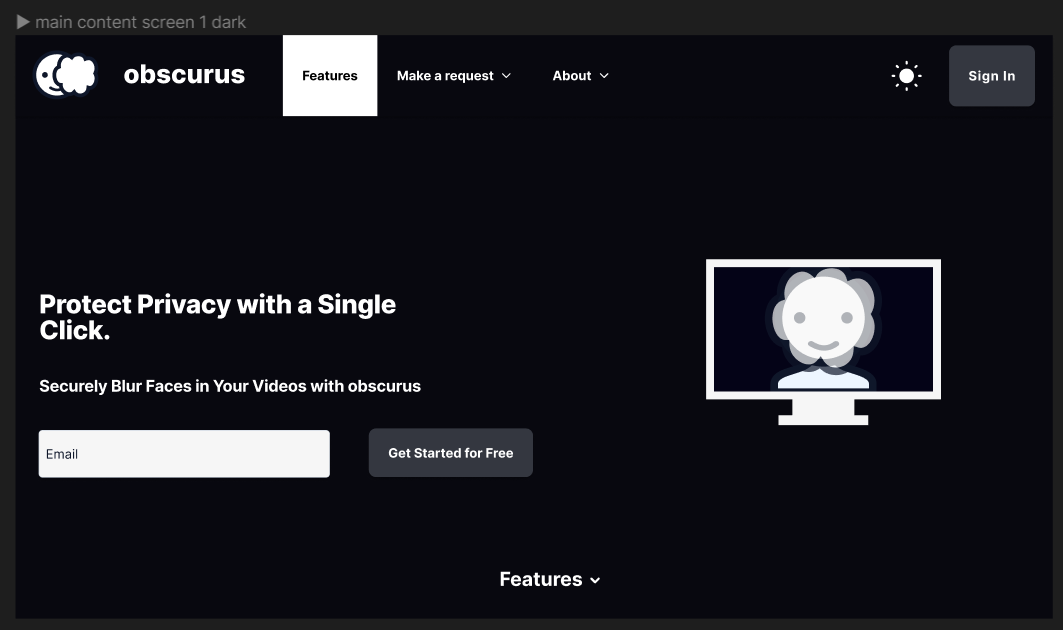 main content screen 1 dark
obscurus
Features
Make a request
About
Sign In
Protect Privacy with a Single
Click.
Securely Blur Faces in Your Videos with obscurus
Email
Get Started for Free
Features